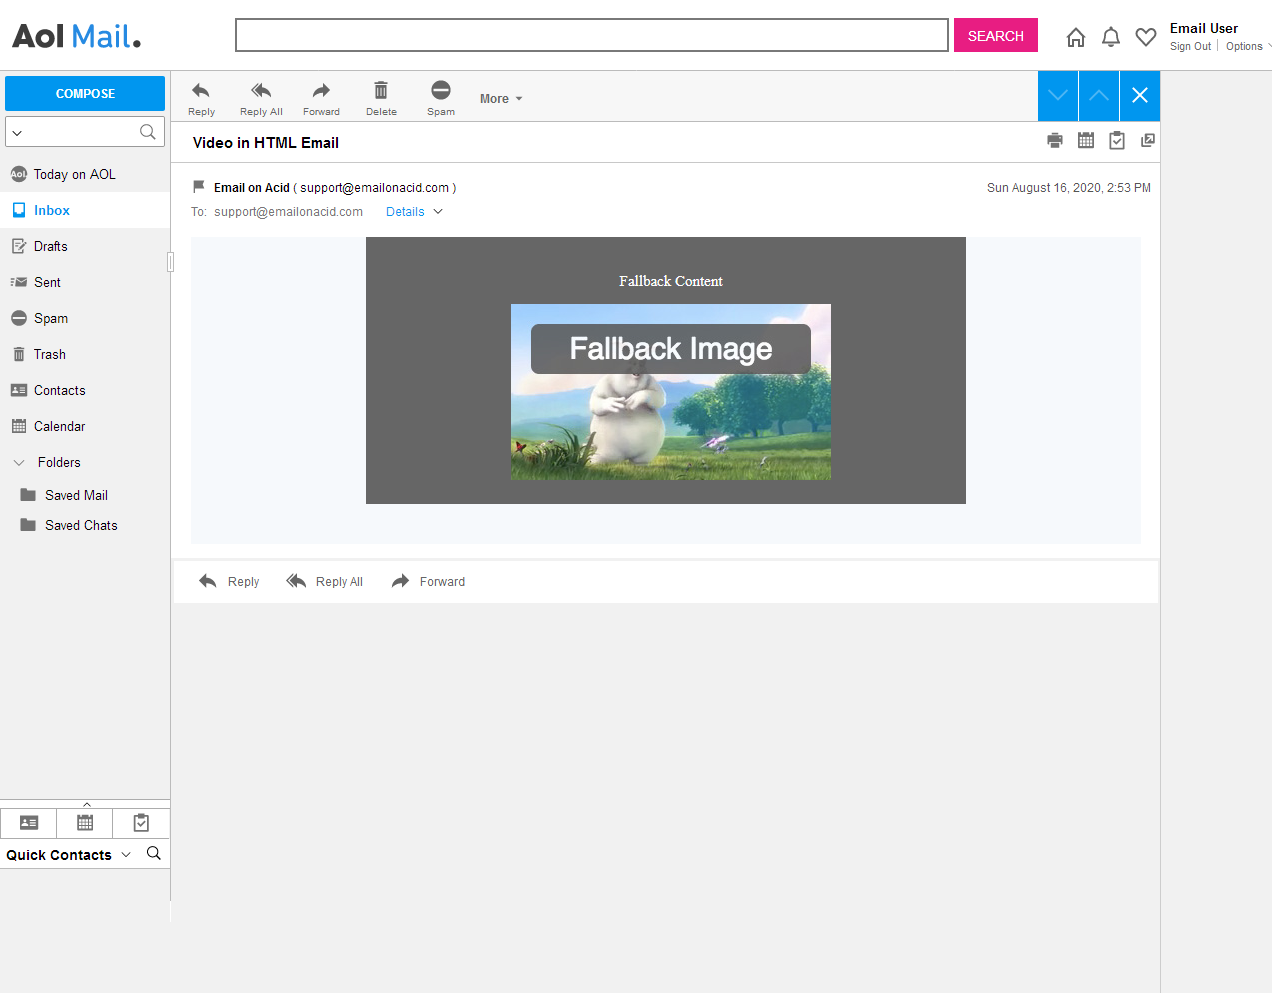 Aol Mail.
SEARCH
Email User
Sign Out Options
COMPOSE
Reply
Reply All
Forward
Delete
Spam
More
Video in HTML Email
Aol. Today on AOL
Inbox
Drafts
Sent
Spam
Trash
Contacts
Calendar
Folders
Saved Mail
Saved Chats
Email on Acid ( support@emailonacid.com )
Sun August 16, 2020, 2:53 PM
To: support@emailonacid.com Details
Fallback Content
Fallback Image
Reply Reply All Forward
Quick Contacts